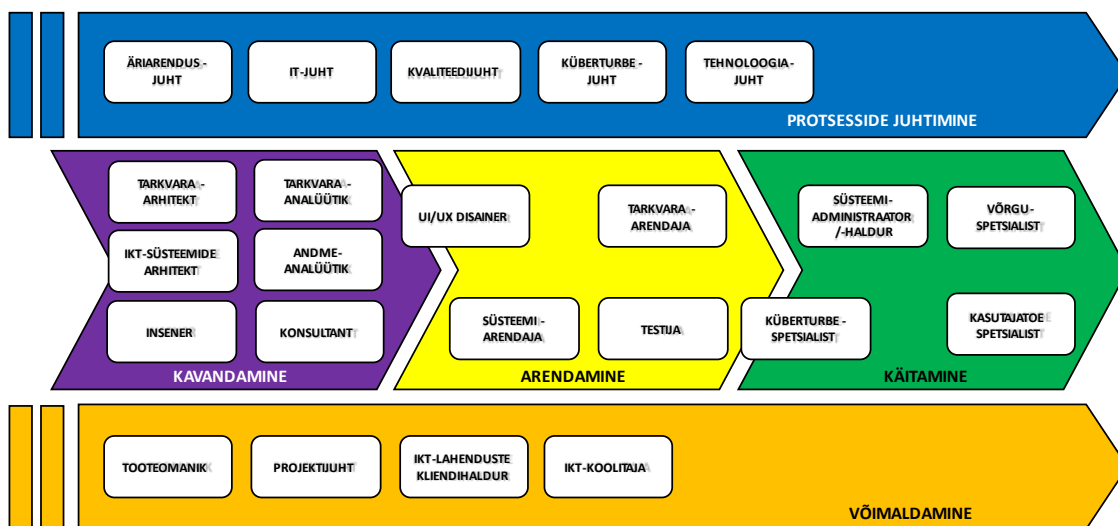 ÄRIARENDUS-
JUHT
IT-JUHT
KVALITEEDIJUHT
KÜBERTURBE-
JUHT
TEHNOLOOGIA-
JUHT
PROTSESSIDE JUHTIMINE
TARKVARA-
ARHITEKT
TARKVARA-
ANALÜÜTIK
IKT-SÜSTEEMIDE
ARHITEKT
ANDME-
ANALÜÜTIK
INSENER
KONSULTANT
KAVANDAMINE
UI/UX DISAINER
TARKVARA-
ARENDAJA
SÜSTEEMI-
ARENDAJA
TESTIJA
ARENDAMINE
SÜSTEEMI-
ADMINISTRAATOR
/-HALDUR
VÕRGU-
SPETSIALIST
KÜBERTURBE-
SPETSIALIST
KASUTAJATOE
SPETSIALIST
KÄITAMINE
TOOTEOMANIK
PROJEKTIJUHT
IKT-LAHENDUSTE
KLIENDIHALDUR
IKT-KOOLITAJA
VÕIMALDAMINE